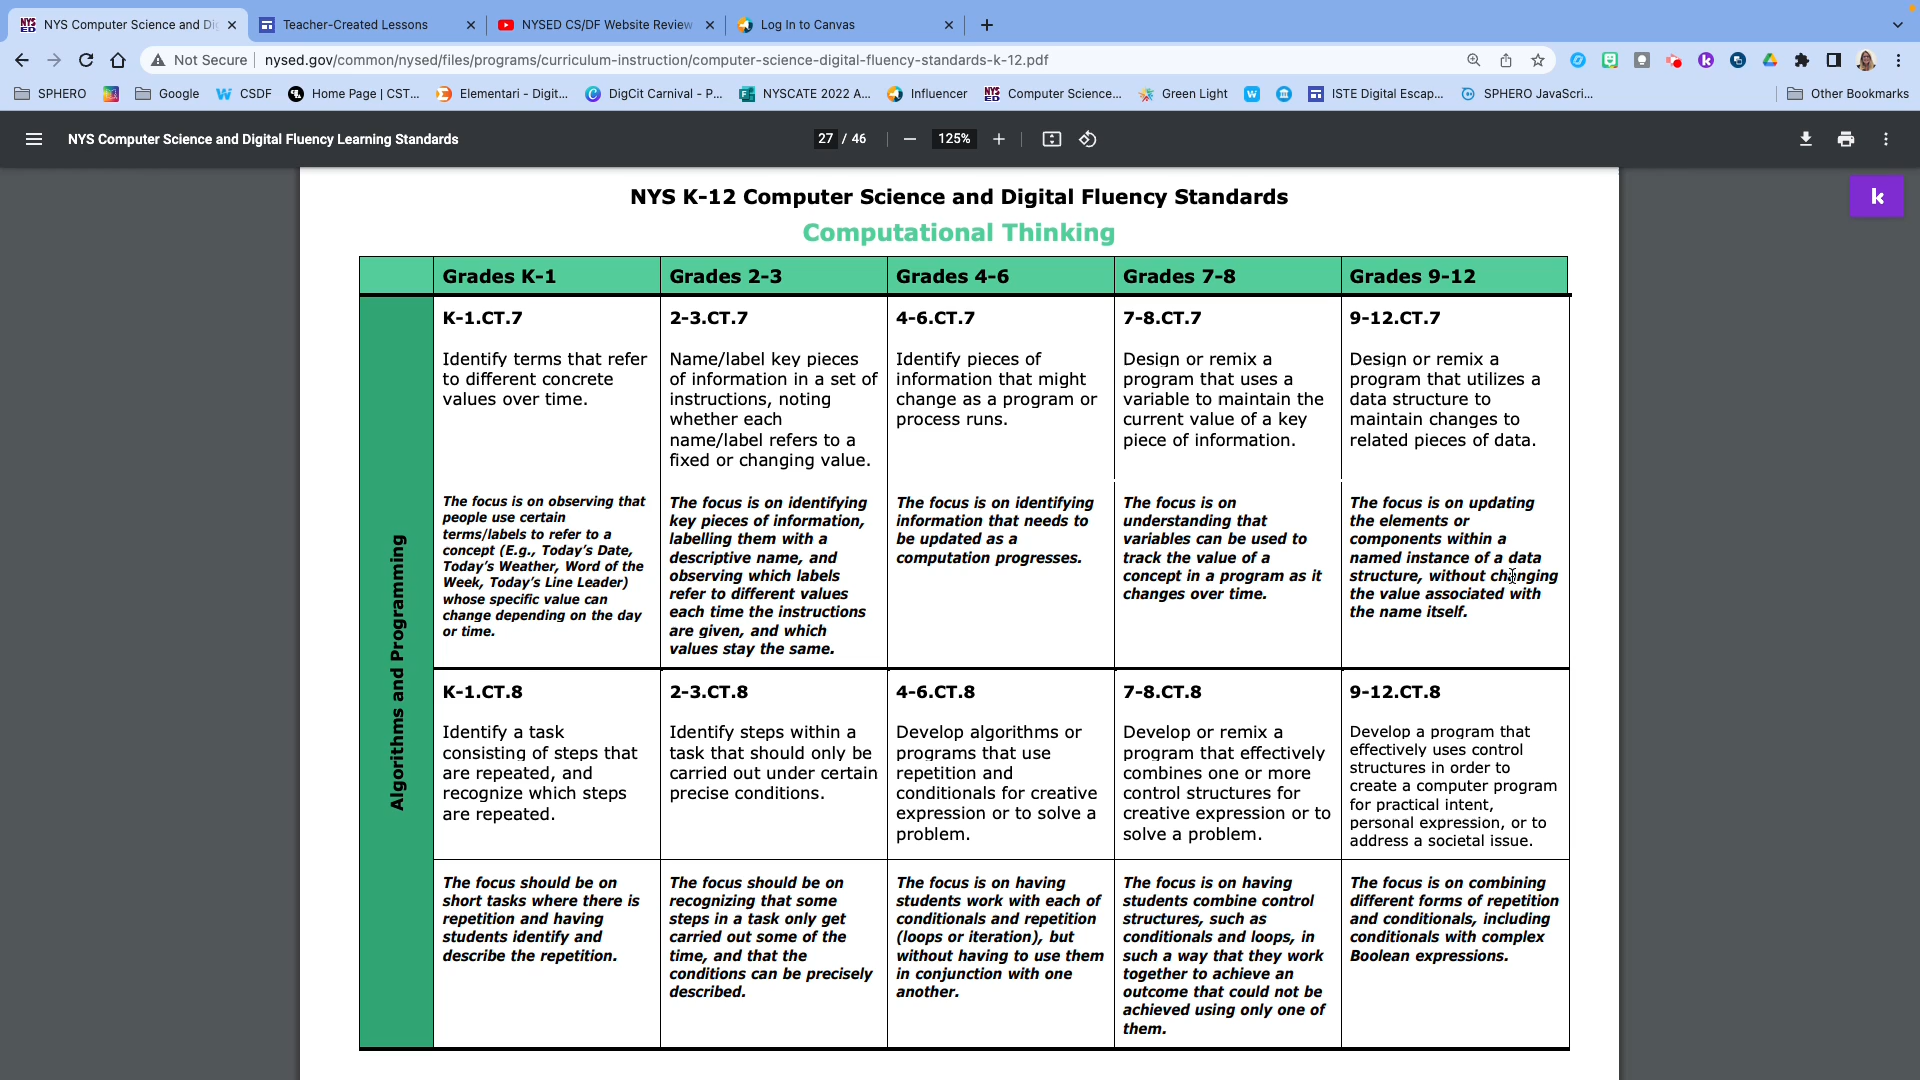 NYS Computer Science and Di
Teacher-Created Lessons
NYSED CS/DF Website Review
Log In to Canvas
Not Secure
nysed.gov/common/nysed/files/programs/curriculum-instruction/computer-science-digital-fluency-standards-k-12.pdf
SPHERO
Google
CSDF
Home Page | CST...
Elementari - Digit...
DigCit Carnival - P...
NYSCATE 2022 A...
Influencer
Computer Science...
Green Light
ISTE Digital Escap...
SPHERO JavaScri...
Other Bookmarks
NYS Computer Science and Digital Fluency Learning Standards
27 / 46
125%
k
NYS K-12 Computer Science and Digital Fluency Standards
Computational Thinking
Grades K-1
Grades 2-3
Grades 4-6
Grades 7-8
Grades 9-12
Algorithms and Programming
K-1.CT.7
Identify terms that refer
to different concrete
values over time.
The focus is on observing that
people use certain
terms/labels to refer to a
concept (E.g., Today's Date,
Today's Weather, Word of the
Week, Today's Line Leader)
whose specific value can
change depending on the day
or time.
2-3.CT.7
Name/label key pieces
of information in a set of
instructions, noting
whether each
name/label refers to a
fixed or changing value.
The focus is on identifying
key pieces of information,
labelling them with a
descriptive name, and
observing which labels
refer to different values
each time the instructions
are given, and which
values stay the same.
4-6.CT.7
Identify pieces of
information that might
change as a program or
process runs.
The focus is on identifying
information that needs to
be updated as a
computation progresses.
7-8.CT.7
Design or remix a
program that uses a
variable to maintain the
current value of a key
piece of information.
The focus is on
understanding that
variables can be used to
track the value of a
concept in a program as it
changes over time.
9-12.CT.7
Design or remix a
program that utilizes a
data structure to
maintain changes to
related pieces of data.
The focus is on updating
the elements or
components within a
named instance of a data
structure, without changing
the value associated with
the name itself.
K-1.CT.8
Identify a task
consisting of steps that
are repeated, and
recognize which steps
are repeated.
The focus should be on
short tasks where there is
repetition and having
students identify and
describe the repetition.
2-3.CT.8
Identify steps within a
task that should only be
carried out under certain
precise conditions.
The focus should be on
recognizing that some
steps in a task only get
carried out some of the
time, and that the
conditions can be precisely
described.
4-6.CT.8
Develop algorithms or
programs that use
repetition and
conditionals for creative
expression or to solve a
problem.
The focus is on having
students work with each of
conditionals and repetition
(loops or iteration), but
without having to use them
in conjunction with one
another.
7-8.CT.8
Develop or remix a
program that effectively
combines one or more
control structures for
creative expression or to
solve a problem.
The focus is on having
students combine control
structures, such as
conditionals and loops, in
such a way that they work
together to achieve an
outcome that could not be
achieved using only one of
them.
9-12.CT.8
Develop a program that
effectively uses control
structures in order to
create a computer program
for practical intent,
personal expression, or to
address a societal issue.
The focus is on combining
different forms of repetition
and conditionals, including
conditionals with complex
Boolean expressions.